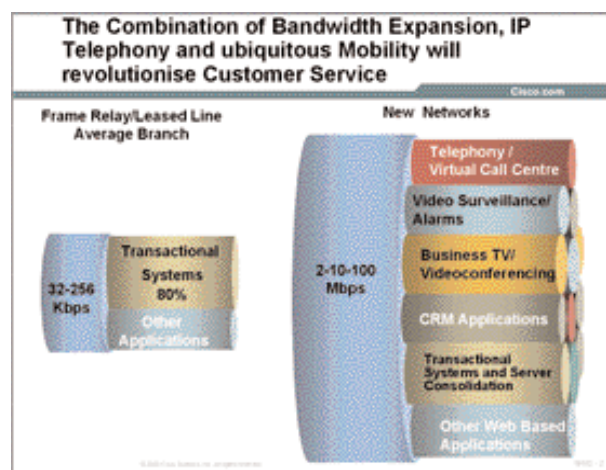 The Combination of Bandwidth Expansion, IP
Telephony and ubiquitous Mobility will
revolutionise Customer Service
Cisco.com
Frame Relay/Leased Line
Average Branch
32-256
Kbps
Transactional
Systems
80%
Other
Applications
New Networks
2-10-100
Mbps
Telephony /
Virtual Call Centre
Video Surveillance/
Alarms
Business TV/
Videoconferencing
CRM Applications
Transactional
Systems and Server
Consolidation
Other Web Based
Applications